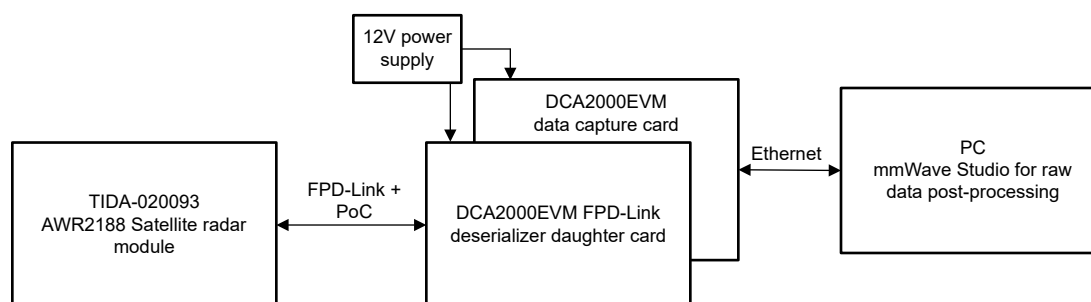 12V power
supply
DCA2000EVM
data capture card
Ethernet
PC
mmWave Studio for raw
data post-processing
TIDA-020093
AWR2188 Satellite radar
module
FPD-Link +
PoC
DCA2000EVM FPD-Link
deserializer daughter card